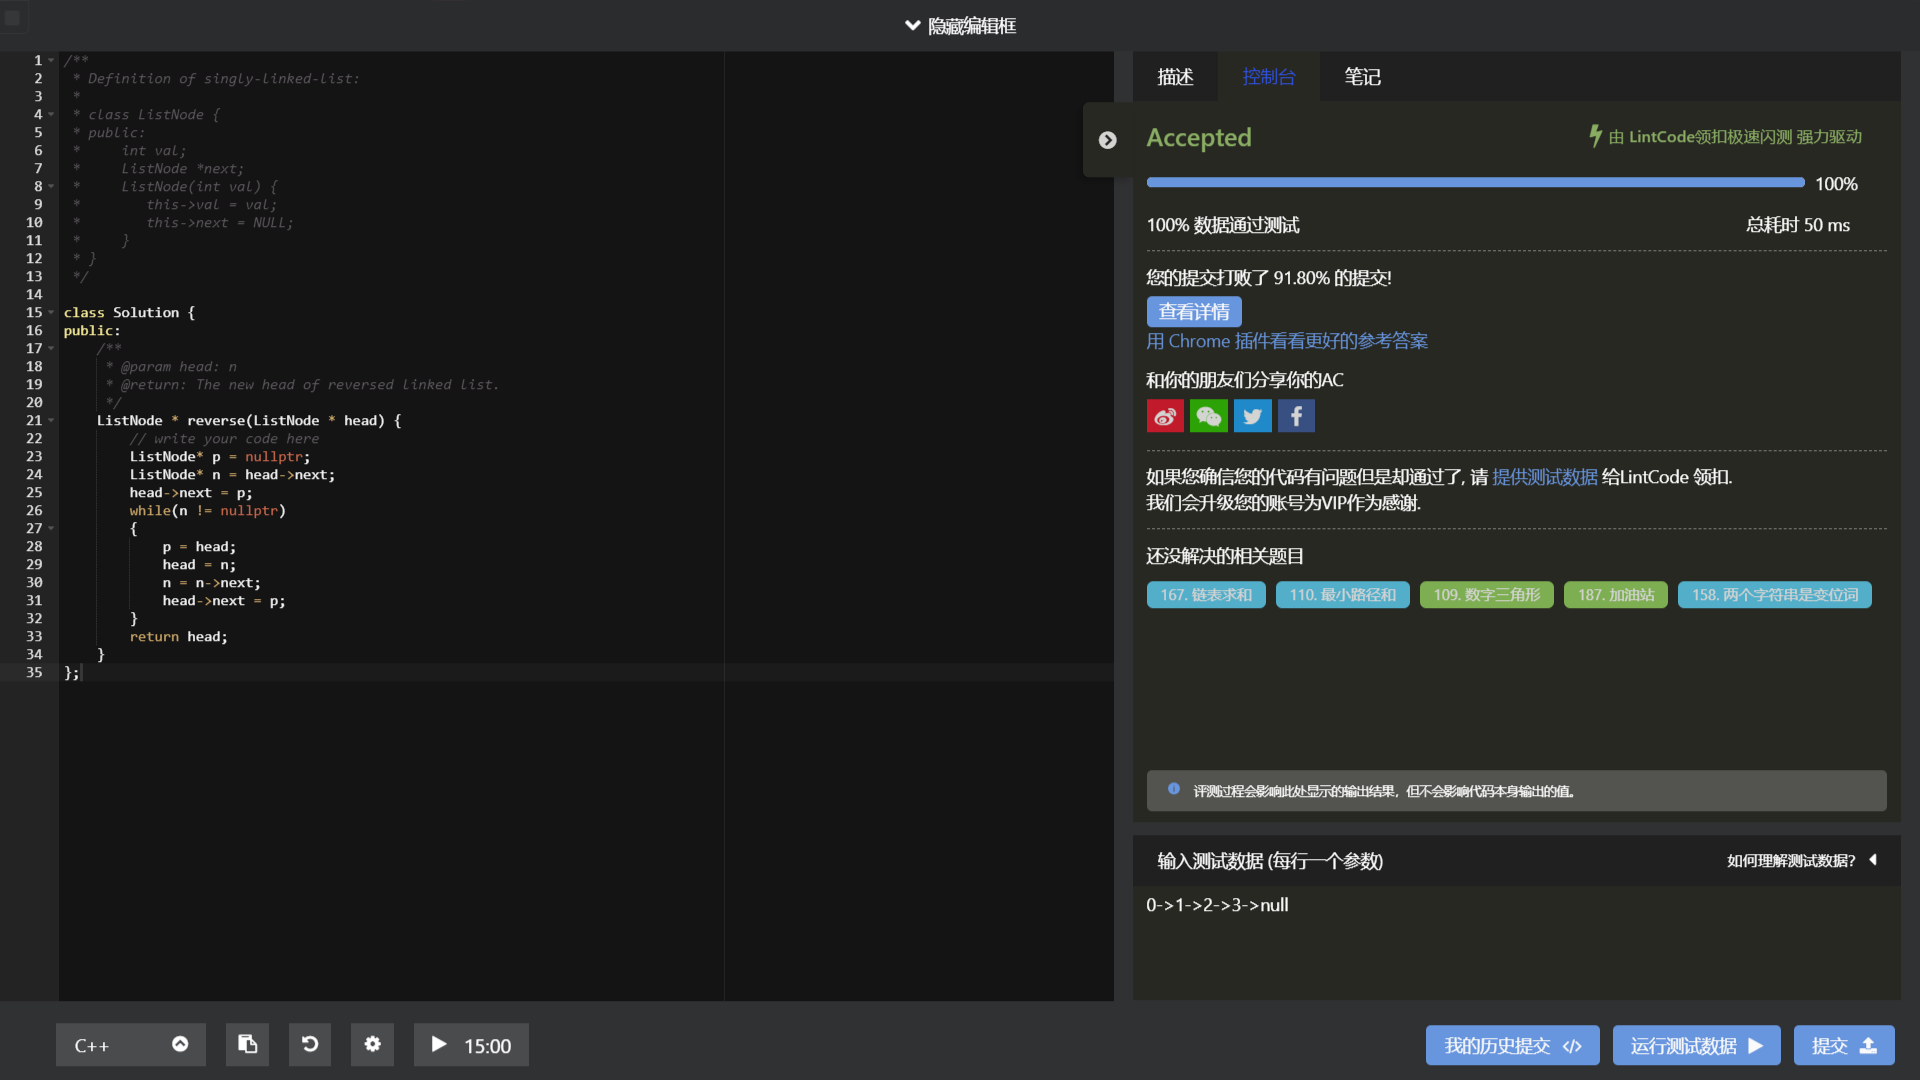 隐藏编辑框
1 /**
2  * Definition of singly-linked-list:
3  *
4  * class ListNode {
5  * public:
6  *     int val;
7  *     ListNode *next;
8  *     ListNode(int val) {
9  *        this->val = val;
10  *        this->next = NULL;
11  *     }
12  * }
13  */
14
15 class Solution {
16 public:
17     /**
18      * @param head: n
19      * @return: The new head of reversed linked list.
20      */
21     ListNode * reverse(ListNode * head) {
22         // write your code here
23         ListNode* p = nullptr;
24         ListNode* n = head->next;
25         head->next = p;
26         while(n != nullptr)
27         {
28             p = head;
29             head = n;
30             n = n->next;
31             head->next = p;
32         }
33         return head;
34     }
35 };
描述 控制台 笔记
Accepted 由 LintCode领扣极速闪测 强力驱动
100%
100% 数据通过测试 总耗时 50 ms
您的提交打败了 91.80% 的提交!
查看详情
用 Chrome 插件看看更好的参考答案
和你的朋友们分享你的AC
如果您确信您的代码有问题但是却通过了, 请 提供测试数据 给LintCode 领扣.
我们会升级您的账号为VIP作为感谢.
还没解决的相关题目
167. 链表求和 110. 最小路径和 109. 数字三角形 187. 加油站 158. 两个字符串是变位词
评测过程会影响此处显示的输出结果，但不会影响代码本身输出的值。
输入测试数据 (每行一个参数) 如何理解测试数据?
0->1->2->3->null
C++ 15:00 我的历史提交 运行测试数据 提交